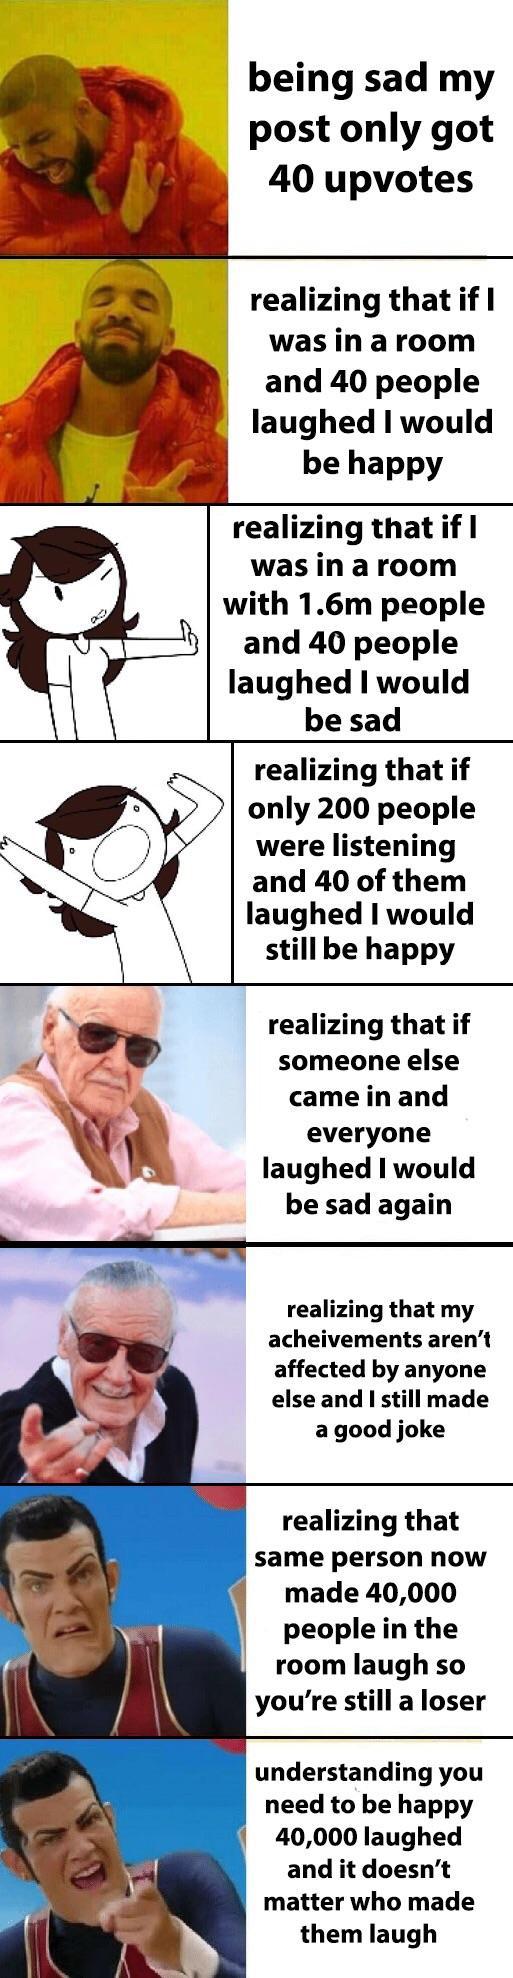 being sad my
post only got
40 upvotes
realizing that if I
was in a room
and 40 people
laughed I would
be happy
realizing that if I
was in a room
with 1.6m people
and 40 people
laughed I would
be sad
realizing that if
only 200 people
were listening
and 40 of them
laughed I would
still be happy
realizing that if
someone else
came in and
everyone
laughed I would
be sad again
realizing that my
acheivements aren't
affected by anyone
else and I still made
a good joke
realizing that
same person now
made 40,000
people in the
room laugh so
you're still a loser
understanding you
need to be happy
40,000 laughed
and it doesn't
matter who made
them laugh